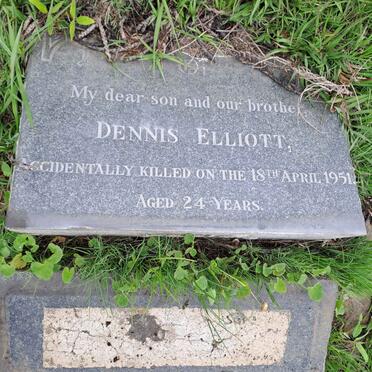 My dear son and our brothe
DENNIS ELLIOTT,
ACCIDENTALLY KILLED ON THE 18TH APRIL 1951.
AGED 24 YEARS.